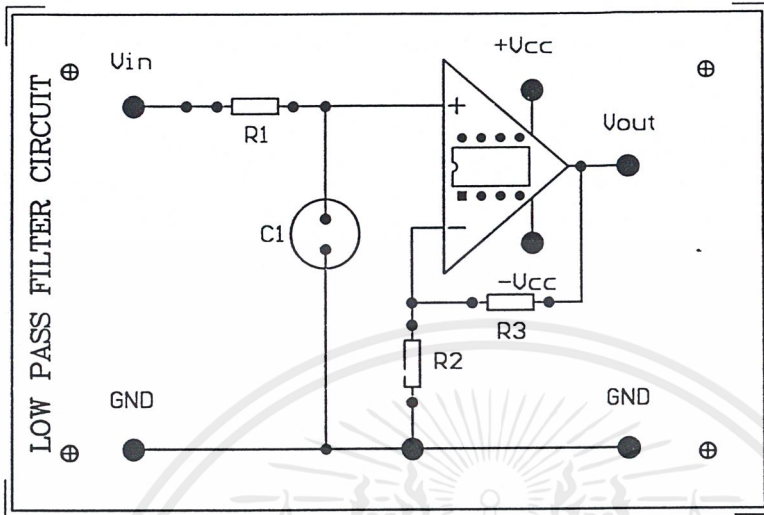 LOW PASS FILTER CIRCUIT
Vin
+Vcc
R1
Vout
+
C1
−
-Vcc
R3
R2
GND
GND